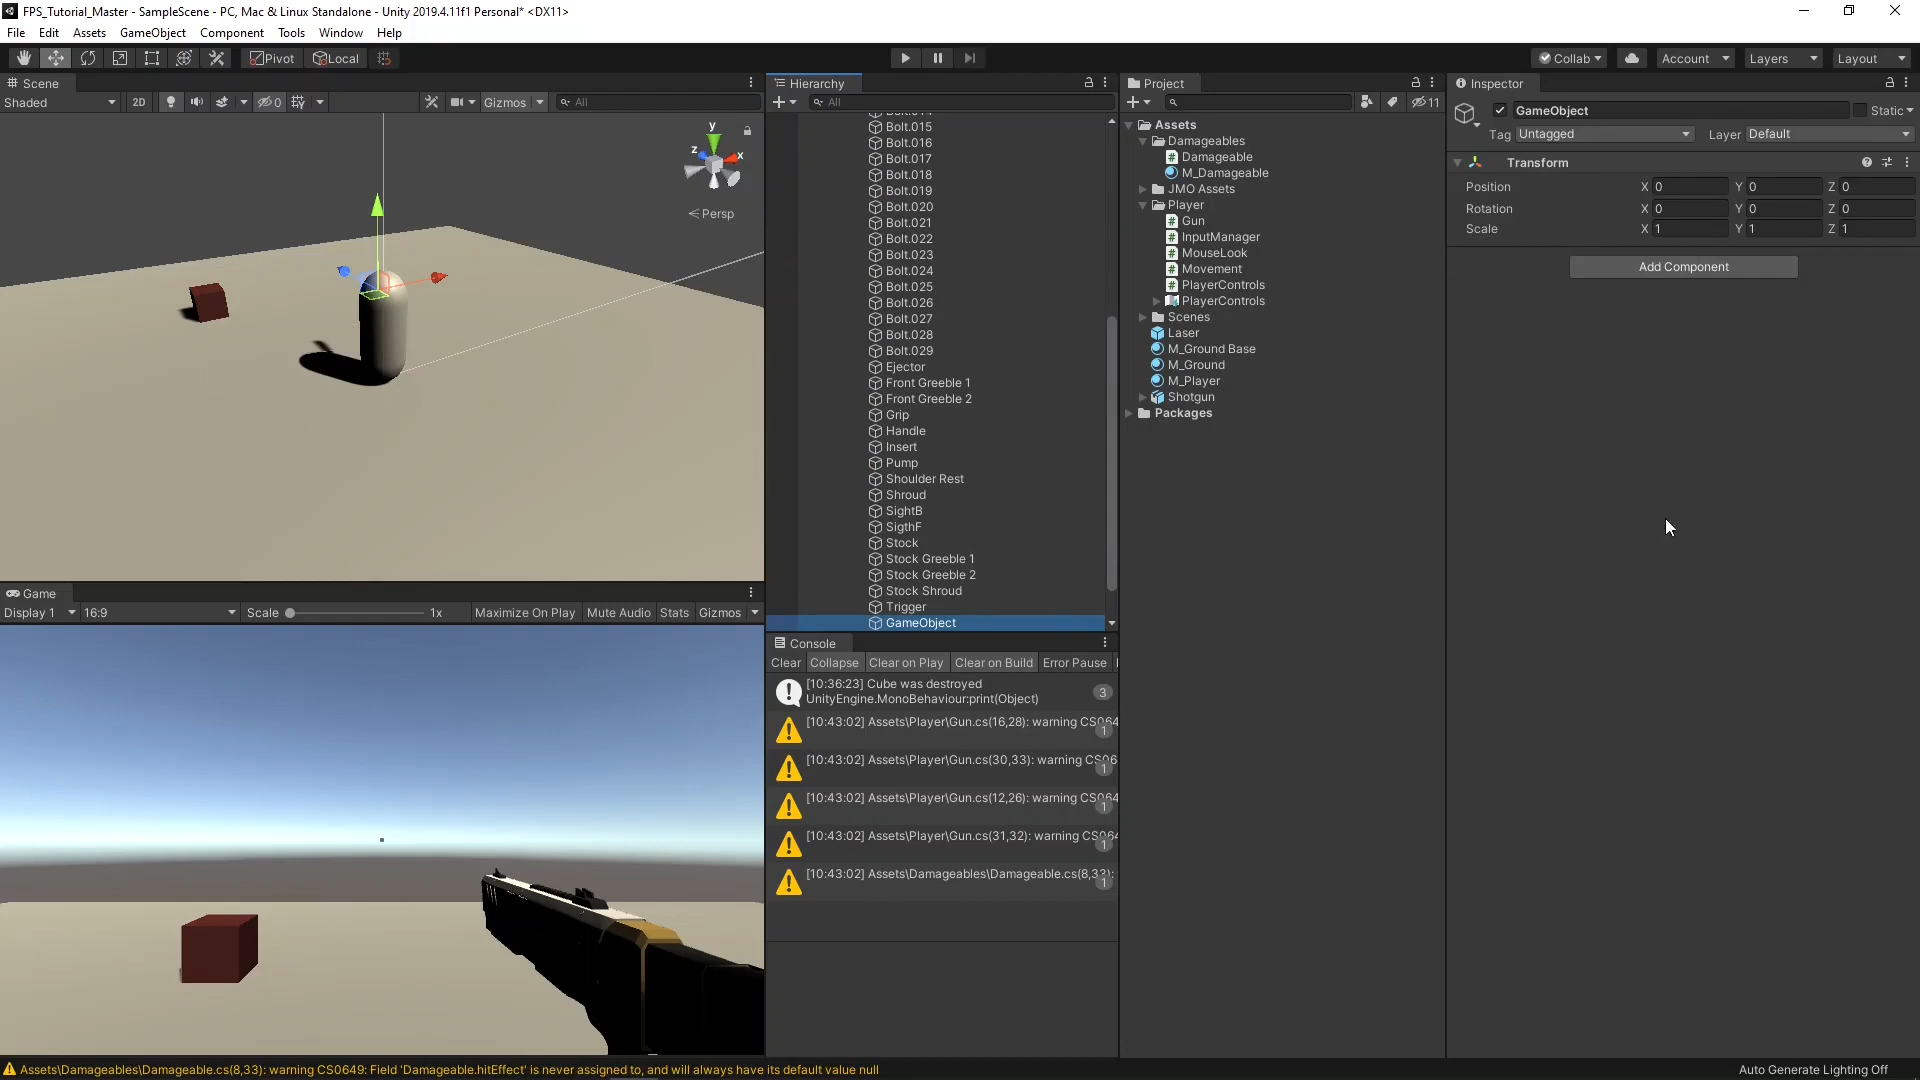 FPS_Tutorial_Master - SampleScene - PC, Mac & Linux Standalone - Unity 2019.4.11f1 Personal* <DX11>
File Edit Assets GameObject Component Tools Window Help
Pivot Local Collab Account Layers Layout
Scene
Shaded 2D 0 Gizmos All
y
z x
Persp
Game
Display 1 16:9 Scale 1x Maximize On Play Mute Audio Stats Gizmos
Hierarchy
All
Bolt.014
Bolt.015
Bolt.016
Bolt.017
Bolt.018
Bolt.019
Bolt.020
Bolt.021
Bolt.022
Bolt.023
Bolt.024
Bolt.025
Bolt.026
Bolt.027
Bolt.028
Bolt.029
Ejector
Front Greeble 1
Front Greeble 2
Grip
Handle
Insert
Pump
Shoulder Rest
Shroud
SightB
SigthF
Stock
Stock Greeble 1
Stock Greeble 2
Stock Shroud
Trigger
GameObject
Console
Clear Collapse Clear on Play Clear on Build Error Pause
[10:36:23] Cube was destroyed
UnityEngine.MonoBehaviour:print(Object) 3
[10:43:02] Assets\Player\Gun.cs(16,28): warning CS064 1
[10:43:02] Assets\Player\Gun.cs(30,33): warning CS06 1
[10:43:02] Assets\Player\Gun.cs(12,26): warning CS064 1
[10:43:02] Assets\Player\Gun.cs(31,32): warning CS064 1
[10:43:02] Assets\Damageables\Damageable.cs(8,33): 1
Project
11
Assets
Damageables
Damageable
M_Damageable
JMO Assets
Player
Gun
InputManager
MouseLook
Movement
PlayerControls
PlayerControls
Scenes
Laser
M_Ground Base
M_Ground
M_Player
Shotgun
Packages
Inspector
GameObject Static
Tag Untagged Layer Default
Transform
Position X 0 Y 0 Z 0
Rotation X 0 Y 0 Z 0
Scale X 1 Y 1 Z 1
Add Component
Assets\Damageables\Damageable.cs(8,33): warning CS0649: Field 'Damageable.hitEffect' is never assigned to, and will always have its default value null
Auto Generate Lighting Off